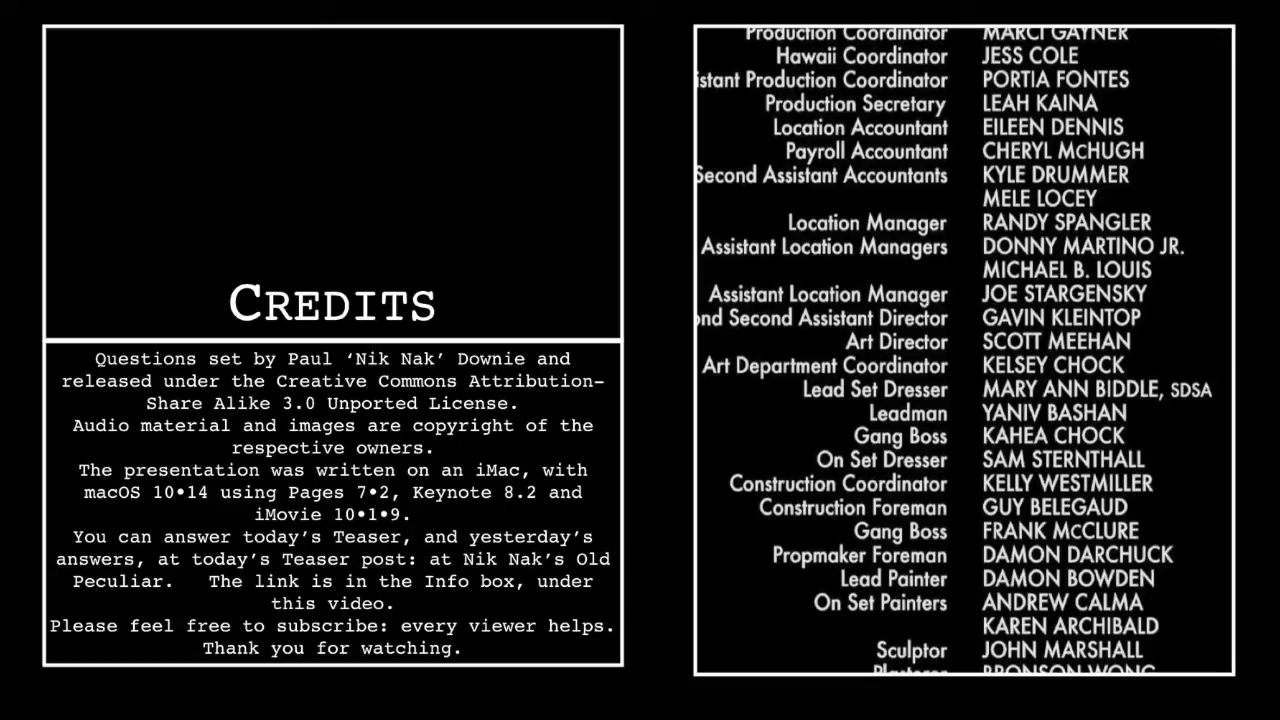 CREDITS
Questions set by Paul ‘Nik Nak’ Downie and
released under the Creative Commons Attribution-
Share Alike 3.0 Unported License.
Audio material and images are copyright of the
respective owners.
The presentation was written on an iMac, with
macOS 10•14 using Pages 7•2, Keynote 8.2 and
iMovie 10•1•9.
You can answer today’s Teaser, and yesterday’s
answers, at today’s Teaser post: at Nik Nak’s Old
Peculiar. The link is in the Info box, under
this video.
Please feel free to subscribe: every viewer helps.
Thank you for watching.
Production Coordinator MARCI GAYNER
Hawaii Coordinator JESS COLE
istant Production Coordinator PORTIA FONTES
Production Secretary LEAH KAINA
Location Accountant EILEEN DENNIS
Payroll Accountant CHERYL McHUGH
Second Assistant Accountants KYLE DRUMMER
MELE LOCEY
Location Manager RANDY SPANGLER
Assistant Location Managers DONNY MARTINO JR.
MICHAEL B. LOUIS
Assistant Location Manager JOE STARGENSKY
nd Second Assistant Director GAVIN KLEINTOP
Art Director SCOTT MEEHAN
Art Department Coordinator KELSEY CHOCK
Lead Set Dresser MARY ANN BIDDLE, SDSA
Leadman YANIV BASHAN
Gang Boss KAHEA CHOCK
On Set Dresser SAM STERNTHALL
Construction Coordinator KELLY WESTMILLER
Construction Foreman GUY BELEGAUD
Gang Boss FRANK McCLURE
Propmaker Foreman DAMON DARCHUCK
Lead Painter DAMON BOWDEN
On Set Painters ANDREW CALMA
KAREN ARCHIBALD
Sculptor JOHN MARSHALL
Plasterer BRONSON WONG